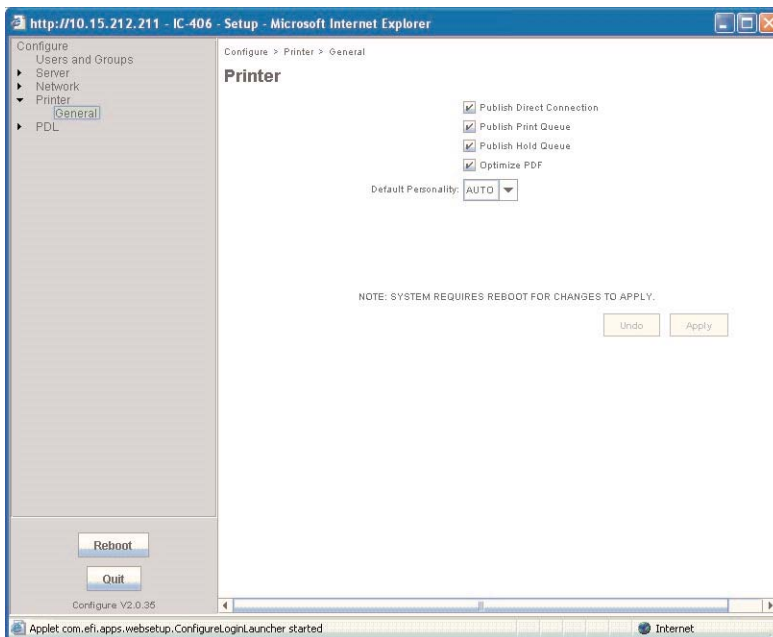 http://10.15.212.211 - IC-406 - Setup - Microsoft Internet Explorer
Configure
Users and Groups
Server
Network
Printer
General
PDL
Reboot
Quit
Configure V2.0.35
Configure > Printer > General
Printer
Publish Direct Connection
Publish Print Queue
Publish Hold Queue
Optimize PDF
Default Personality: AUTO
NOTE: SYSTEM REQUIRES REBOOT FOR CHANGES TO APPLY.
Undo Apply
Applet com.efi.apps.websetup.ConfigureLoginLauncher started
Internet